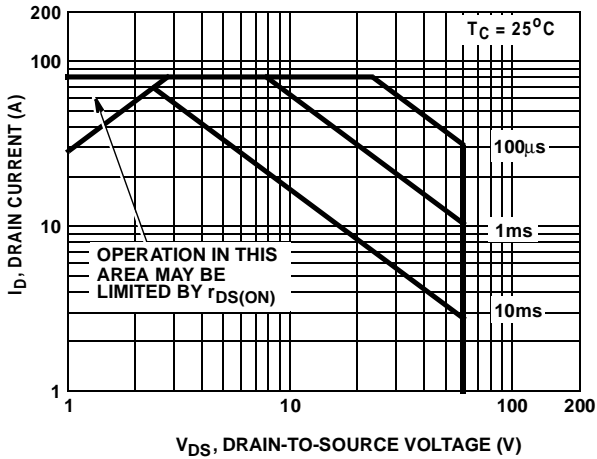 200
T_C = 25°C
100
100μs
I_D, DRAIN CURRENT (A)
10
1ms
OPERATION IN THIS
AREA MAY BE
LIMITED BY r_DS(ON)
10ms
1
1
10
100
200
V_DS, DRAIN-TO-SOURCE VOLTAGE (V)